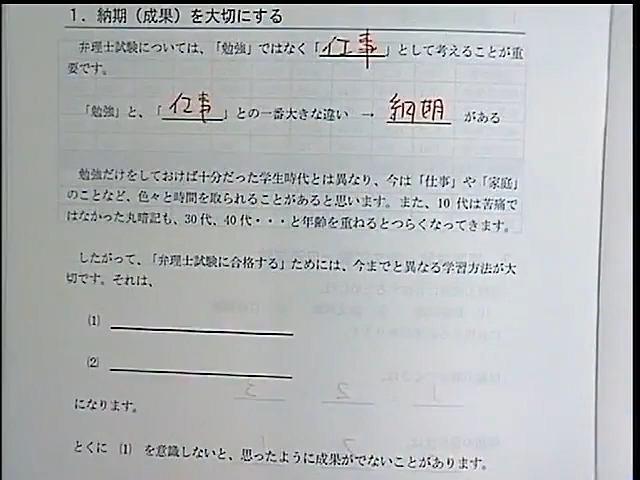 1．納期（成果）を大切にする
弁理士試験については、「勉強」ではなく「仕事」として考えることが重
要です。
「勉強」と、「仕事」との一番大きな違い → 納期 がある
勉強だけをしておけば十分だった学生時代とは異なり、今は「仕事」や「家庭」
のことなど、色々と時間を取られることがあると思います。また、10 代は苦痛で
はなかった丸暗記も、30代、40代・・・と年齢を重ねるとつらくなってきます。
したがって、「弁理士試験に合格する」ためには、今までと異なる学習方法が大
切です。それは、
(1)
(2)
になります。
とくに (1) を意識しないと、思ったように成果がでないことがあります。